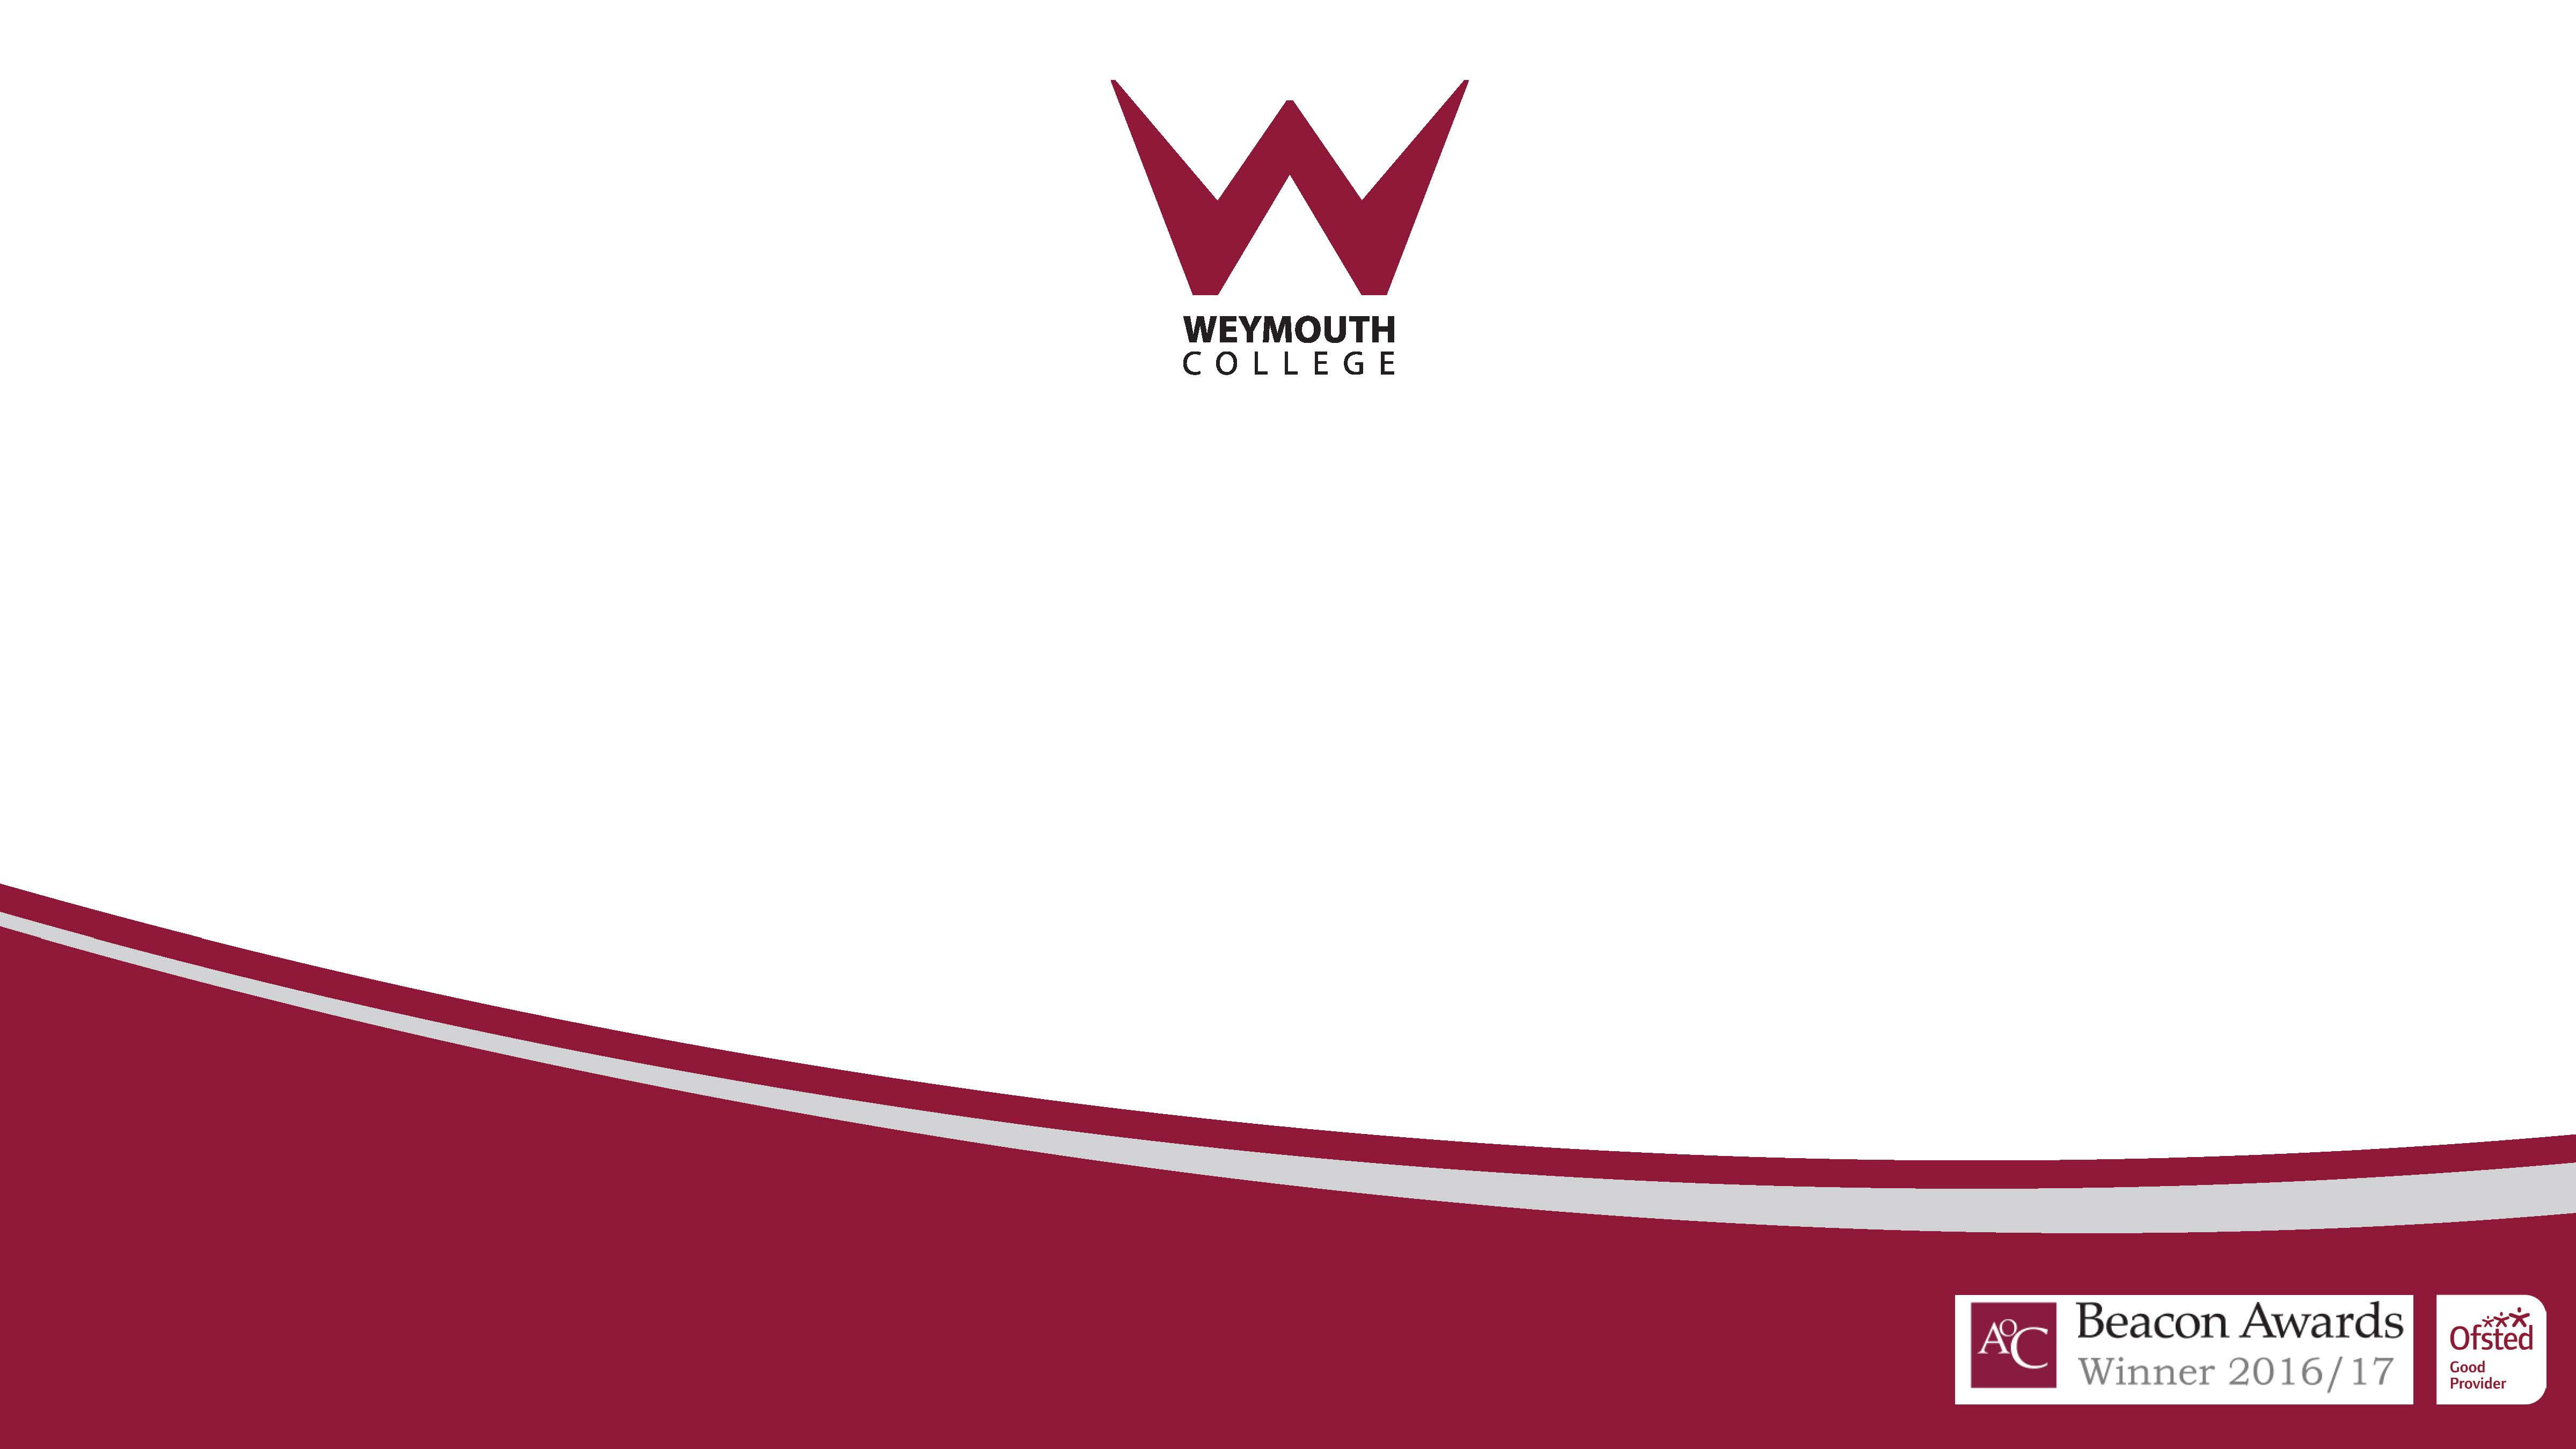 WEYMOUTH
COLLEGE
AoC
Beacon Awards
Winner 2016/17
Ofsted
Good
Provider